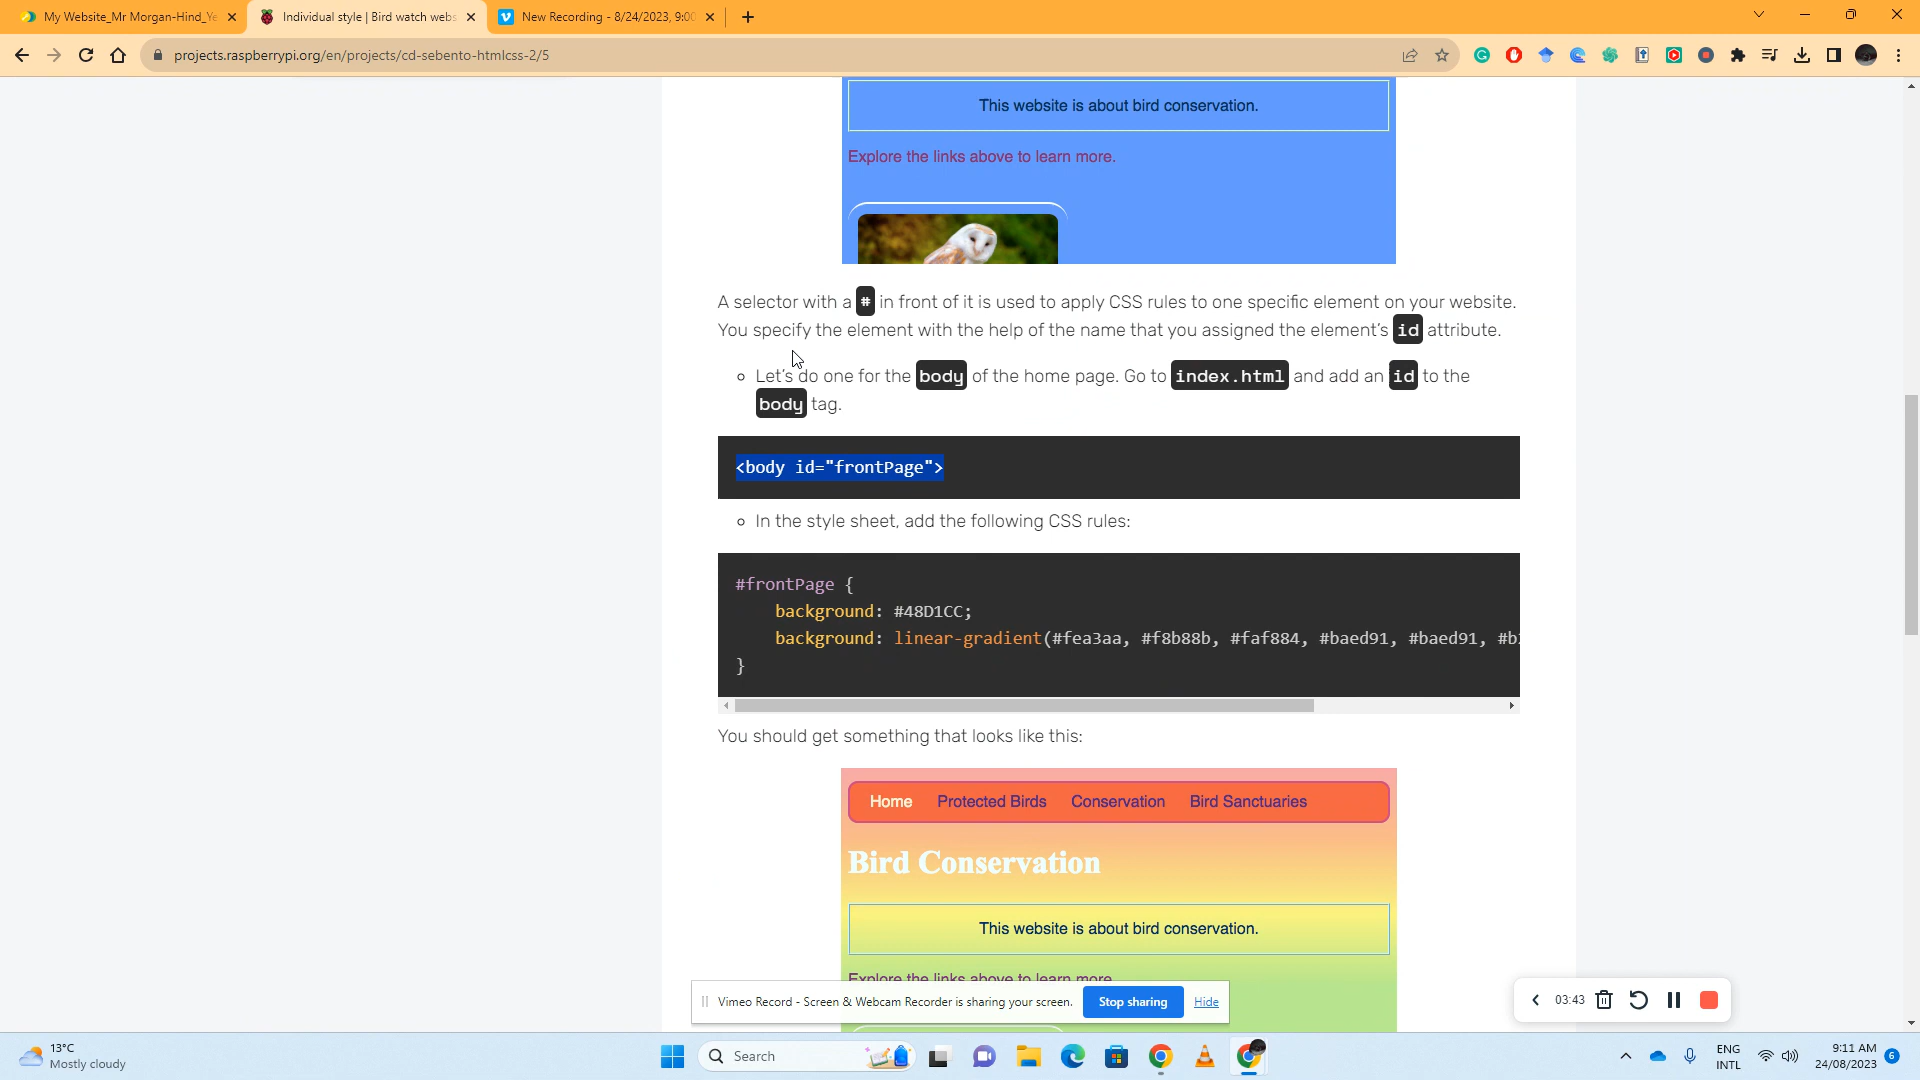 My Website_Mr Morgan-Hind_Ye
Individual style | Bird watch webs
New Recording - 8/24/2023, 9:00
projects.raspberrypi.org/en/projects/cd-sebento-htmlcss-2/5
This website is about bird conservation.
Explore the links above to learn more.
A selector with a # in front of it is used to apply CSS rules to one specific element on your website.
You specify the element with the help of the name that you assigned the element's id attribute.
Let's do one for the body of the home page. Go to index.html and add an id to the
body tag.
<body id="frontPage">
In the style sheet, add the following CSS rules:
#frontPage {
background: #48D1CC;
background: linear-gradient(#fea3aa, #f8b88b, #faf884, #baed91, #baed91, #b
}
You should get something that looks like this:
Home Protected Birds Conservation Bird Sanctuaries
Bird Conservation
This website is about bird conservation.
Explore the links above to learn more.
Vimeo Record - Screen & Webcam Recorder is sharing your screen. Stop sharing Hide
03:43
13°C
Mostly cloudy
Search
ENG
INTL
9:11 AM
24/08/2023
6